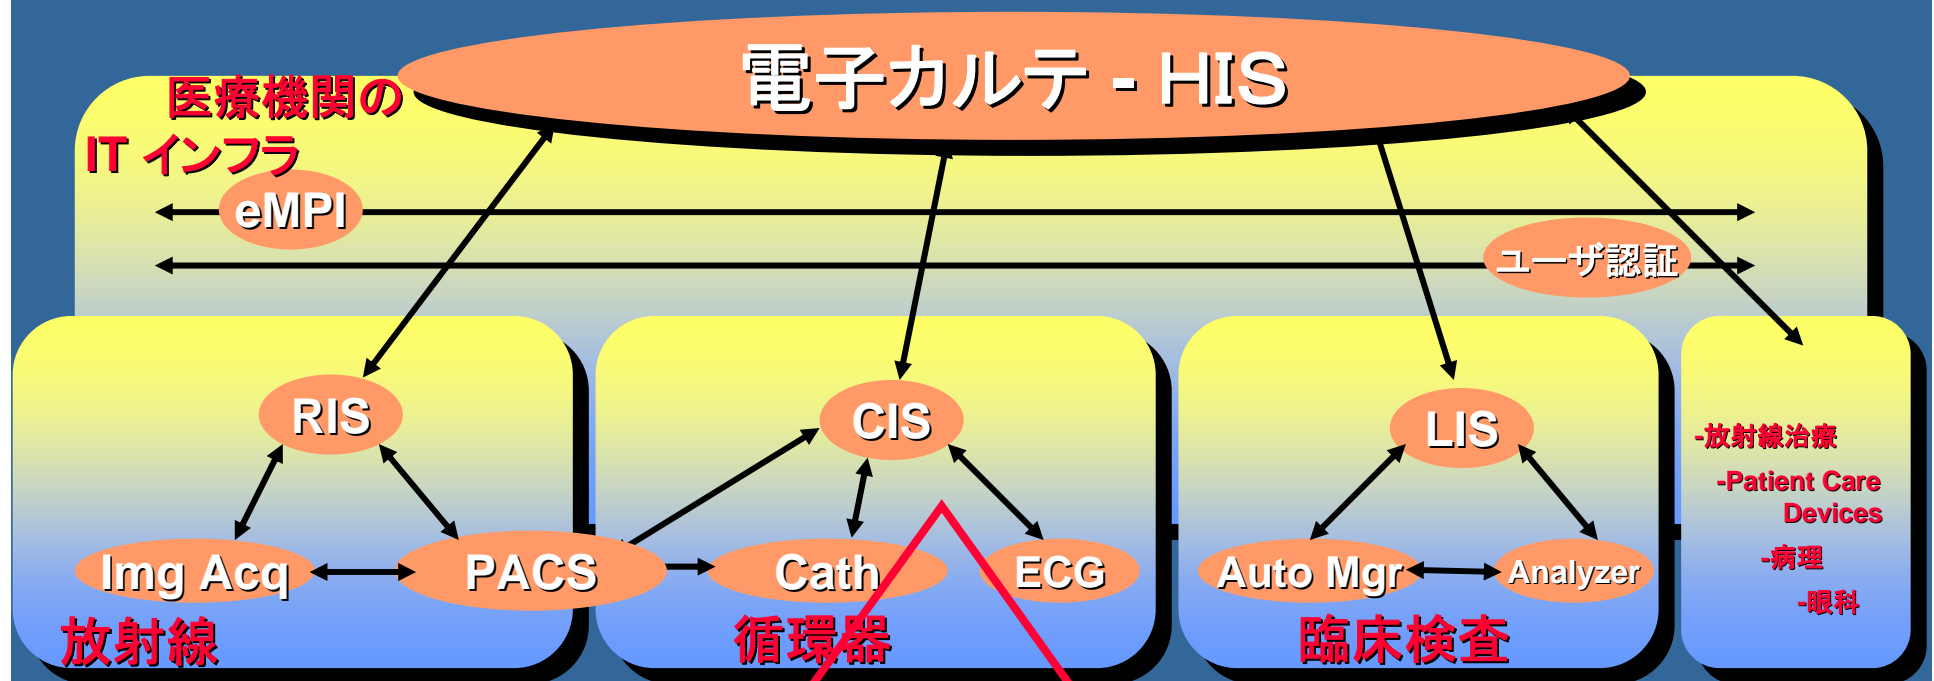 電子カルテ - HIS
医療機関の
IT インフラ
eMPI
ユーザ認証
RIS
Img Acq
PACS
放射線
CIS
Cath
ECG
循環器
LIS
Auto Mgr
Analyzer
臨床検査
-放射線治療
-Patient Care
Devices
-病理
-眼科